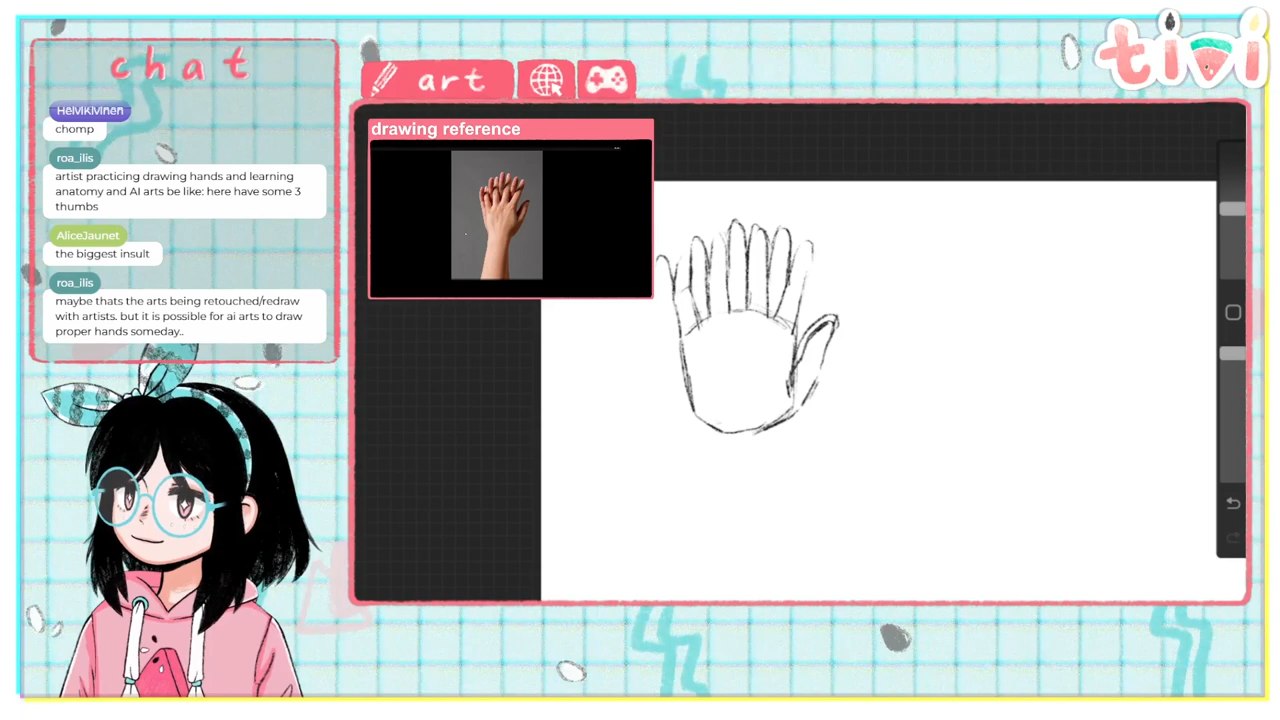 chat
HeiviKivinen
chomp
roa_ilis
artist practicing drawing hands and learning
anatomy and AI arts be like: here have some 3
thumbs
AliceJaunet
the biggest insult
roa_ilis
maybe thats the arts being retouched/redraw
with artists. but it is possible for ai arts to draw
proper hands someday..
art
drawing reference
tivi